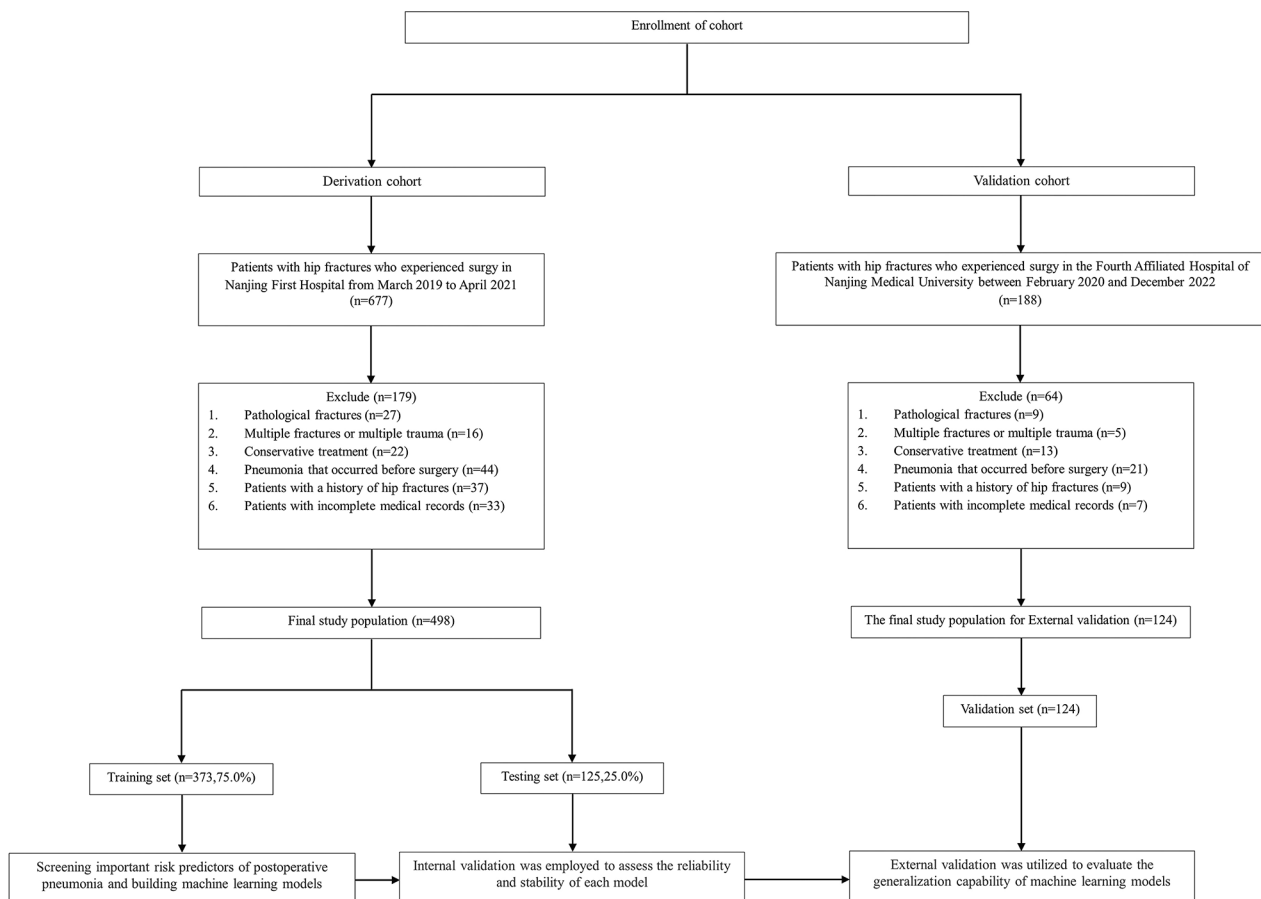 Enrollment of cohort
Derivation cohort
Patients with hip fractures who experienced surgy in
Nanjing First Hospital from March 2019 to April 2021
(n=677)
Exclude (n=179)
1. Pathological fractures (n=27)
2. Multiple fractures or multiple trauma (n=16)
3. Conservative treatment (n=22)
4. Pneumonia that occurred before surgery (n=44)
5. Patients with a history of hip fractures (n=37)
6. Patients with incomplete medical records (n=33)
Final study population (n=498)
Training set (n=373,75.0%)
Testing set (n=125,25.0%)
Screening important risk predictors of postoperative
pneumonia and building machine learning models
Internal validation was employed to assess the reliability
and stability of each model
Validation cohort
Patients with hip fractures who experienced surgy in the Fourth Affiliated Hospital of
Nanjing Medical University between February 2020 and December 2022
(n=188)
Exclude (n=64)
1. Pathological fractures (n=9)
2. Multiple fractures or multiple trauma (n=5)
3. Conservative treatment (n=13)
4. Pneumonia that occurred before surgery (n=21)
5. Patients with a history of hip fractures (n=9)
6. Patients with incomplete medical records (n=7)
The final study population for External validation (n=124)
Validation set (n=124)
External validation was utilized to evaluate the
generalization capability of machine learning models